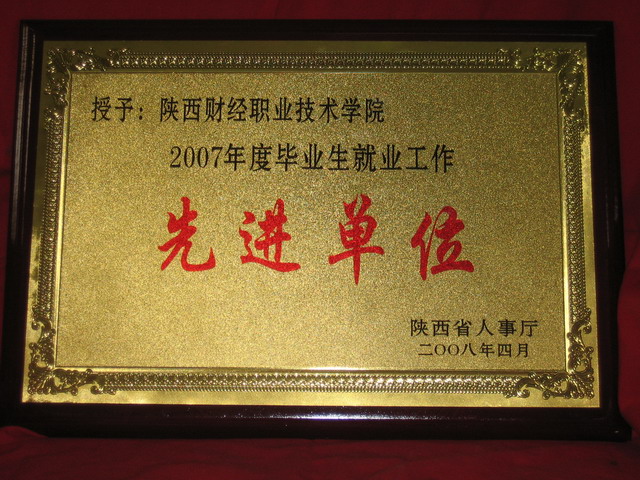 授予：陕西财经职业技术学院
2007年度毕业生就业工作
先进单位
陕西省人事厅
二OO八年四月